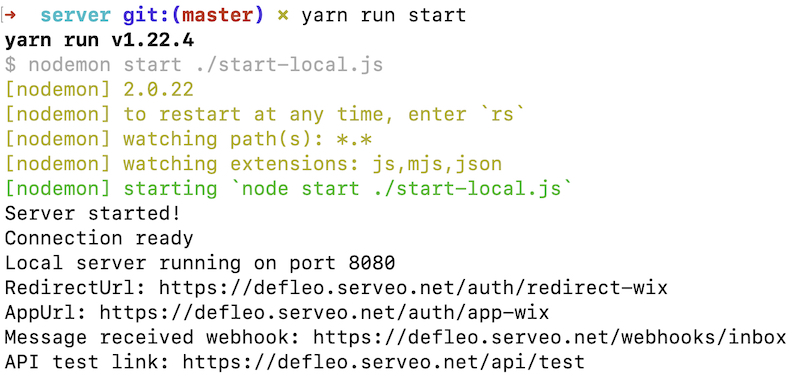 → server git:(master) × yarn run start
yarn run v1.22.4
$ nodemon start ./start-local.js
[nodemon] 2.0.22
[nodemon] to restart at any time, enter `rs`
[nodemon] watching path(s): *.*
[nodemon] watching extensions: js,mjs,json
[nodemon] starting `node start ./start-local.js`
Server started!
Connection ready
Local server running on port 8080
RedirectUrl: https://defleo.serveo.net/auth/redirect-wix
AppUrl: https://defleo.serveo.net/auth/app-wix
Message received webhook: https://defleo.serveo.net/webhooks/inbox
API test link: https://defleo.serveo.net/api/test